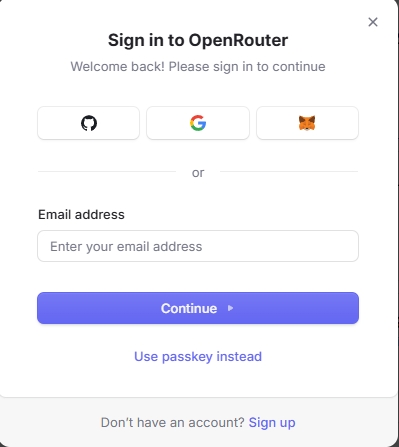 Sign in to OpenRouter
Welcome back! Please sign in to continue
or
Email address
Enter your email address
Continue
Use passkey instead
Don't have an account? Sign up